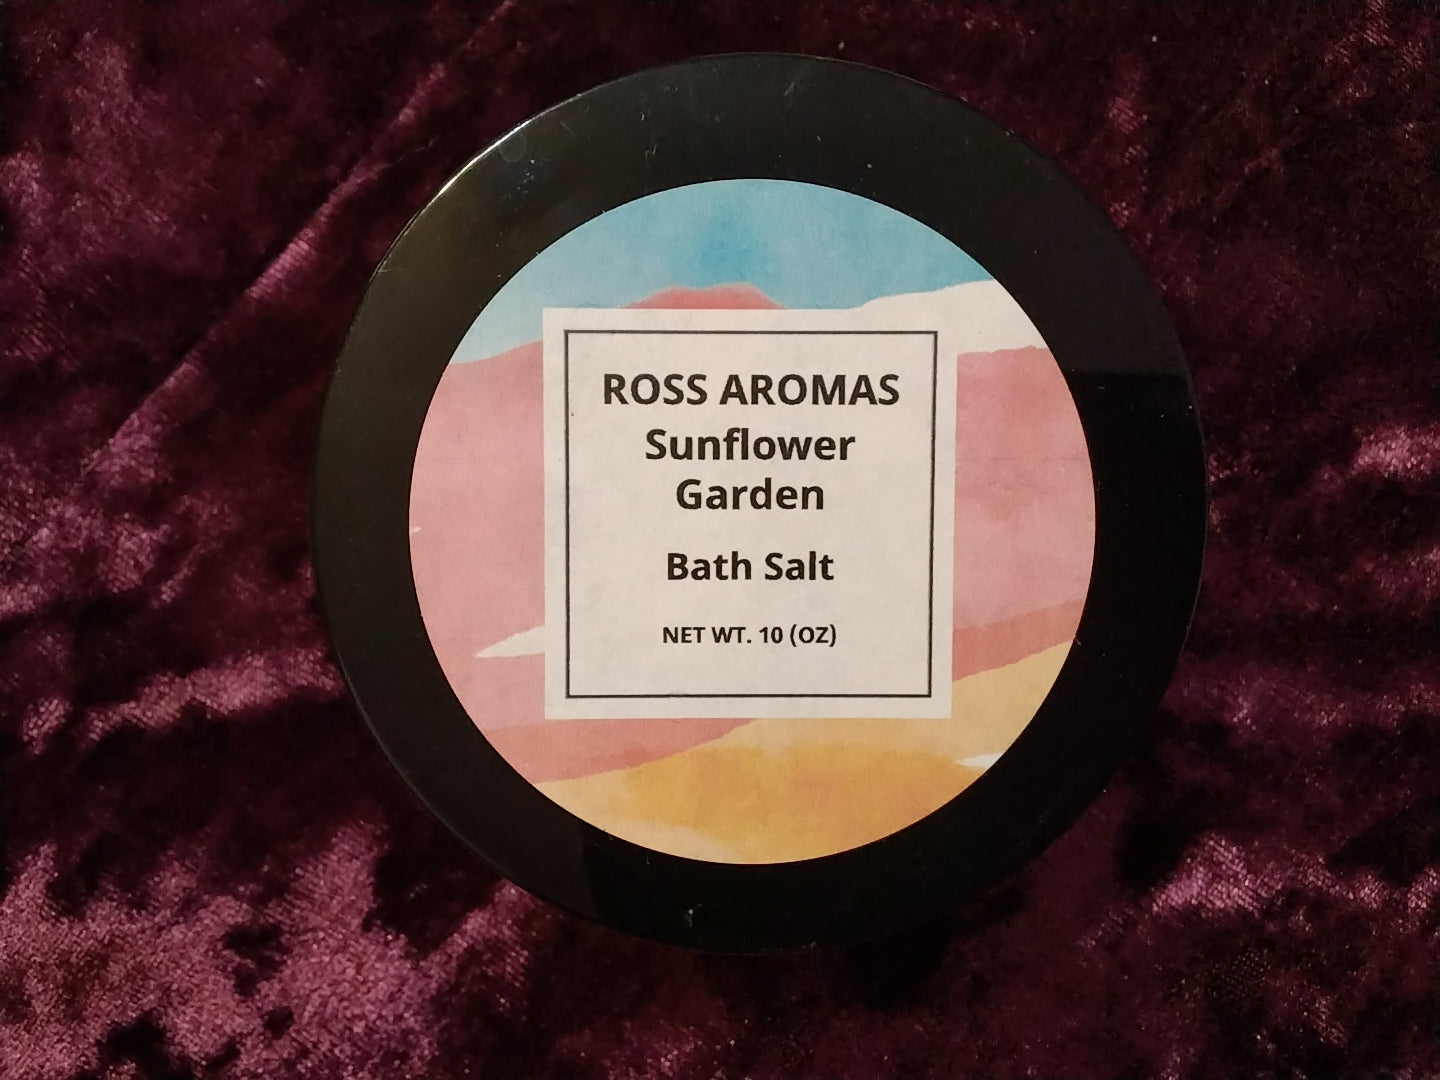 ROSS AROMAS
Sunflower
Garden
Bath Salt
NET WT. 10 (OZ)